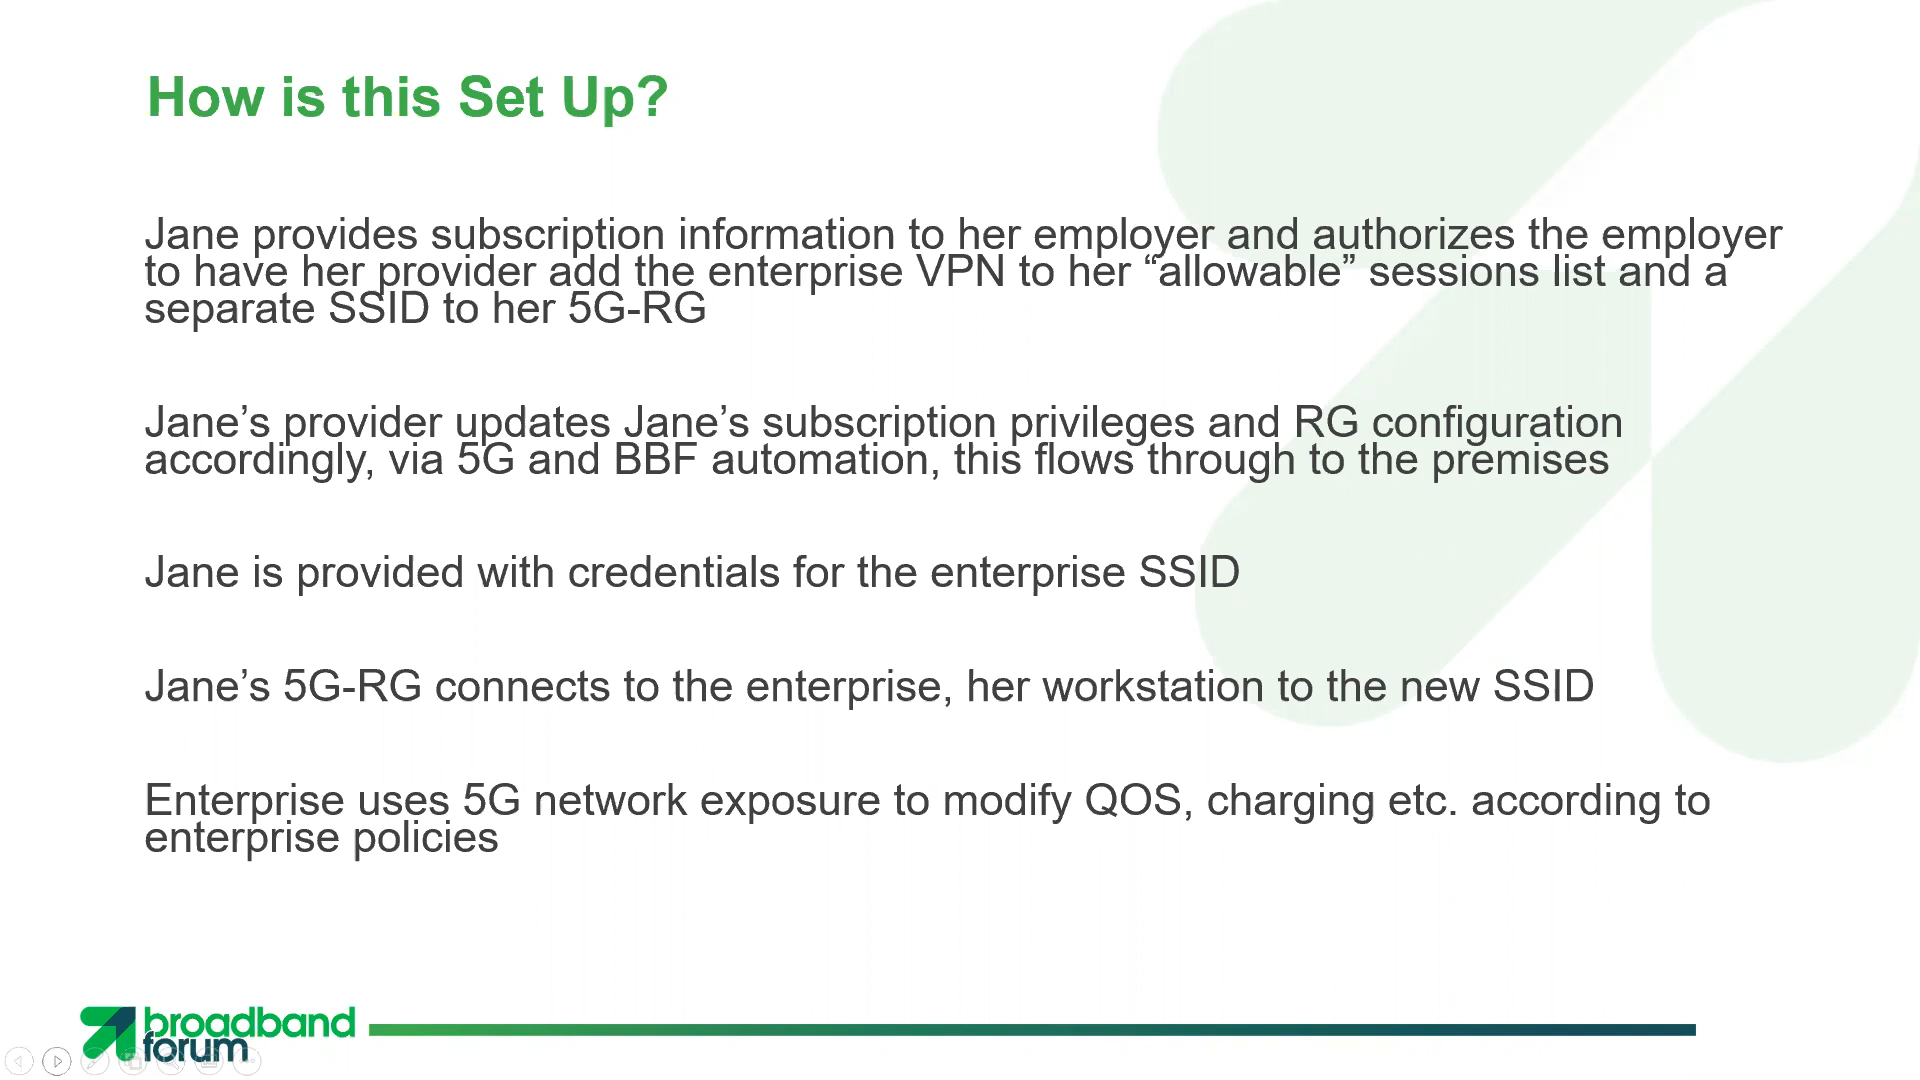 How is this Set Up?
Jane provides subscription information to her employer and authorizes the employer
to have her provider add the enterprise VPN to her “allowable” sessions list and a
separate SSID to her 5G-RG
Jane’s provider updates Jane’s subscription privileges and RG configuration
accordingly, via 5G and BBF automation, this flows through to the premises
Jane is provided with credentials for the enterprise SSID
Jane’s 5G-RG connects to the enterprise, her workstation to the new SSID
Enterprise uses 5G network exposure to modify QOS, charging etc. according to
enterprise policies
broadband
forum